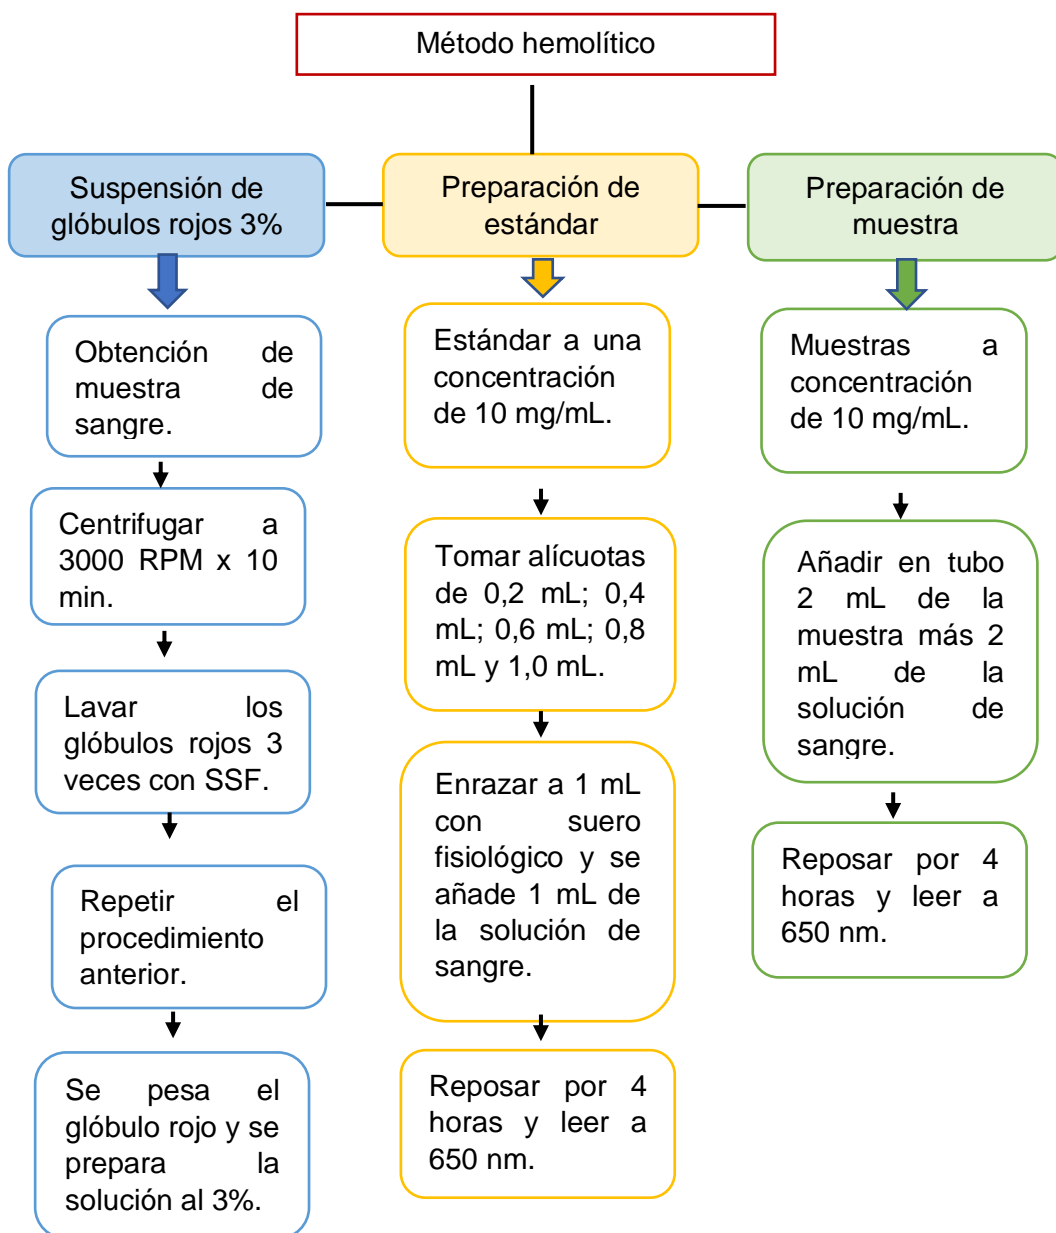 Método hemolítico
Suspensión de
glóbulos rojos 3%
Obtención de
muestra de
sangre.
Centrifugar a
3000 RPM x 10
min.
Lavar los
glóbulos rojos 3
veces con SSF.
Repetir el
procedimiento
anterior.
Se pesa el
glóbulo rojo y se
prepara la
solución al 3%.
Preparación de
estándar
Estándar a una
concentración
de 10 mg/mL.
Tomar alícuotas
de 0,2 mL; 0,4
mL; 0,6 mL; 0,8
mL y 1,0 mL.
Enrazar a 1 mL
con suero
fisiológico y se
añade 1 mL de
la solución de
sangre.
Reposar por 4
horas y leer a
650 nm.
Preparación de
muestra
Muestras a
concentración
de 10 mg/mL.
Añadir en tubo
2 mL de la
muestra más 2
mL de la
solución de
sangre.
Reposar por 4
horas y leer a
650 nm.